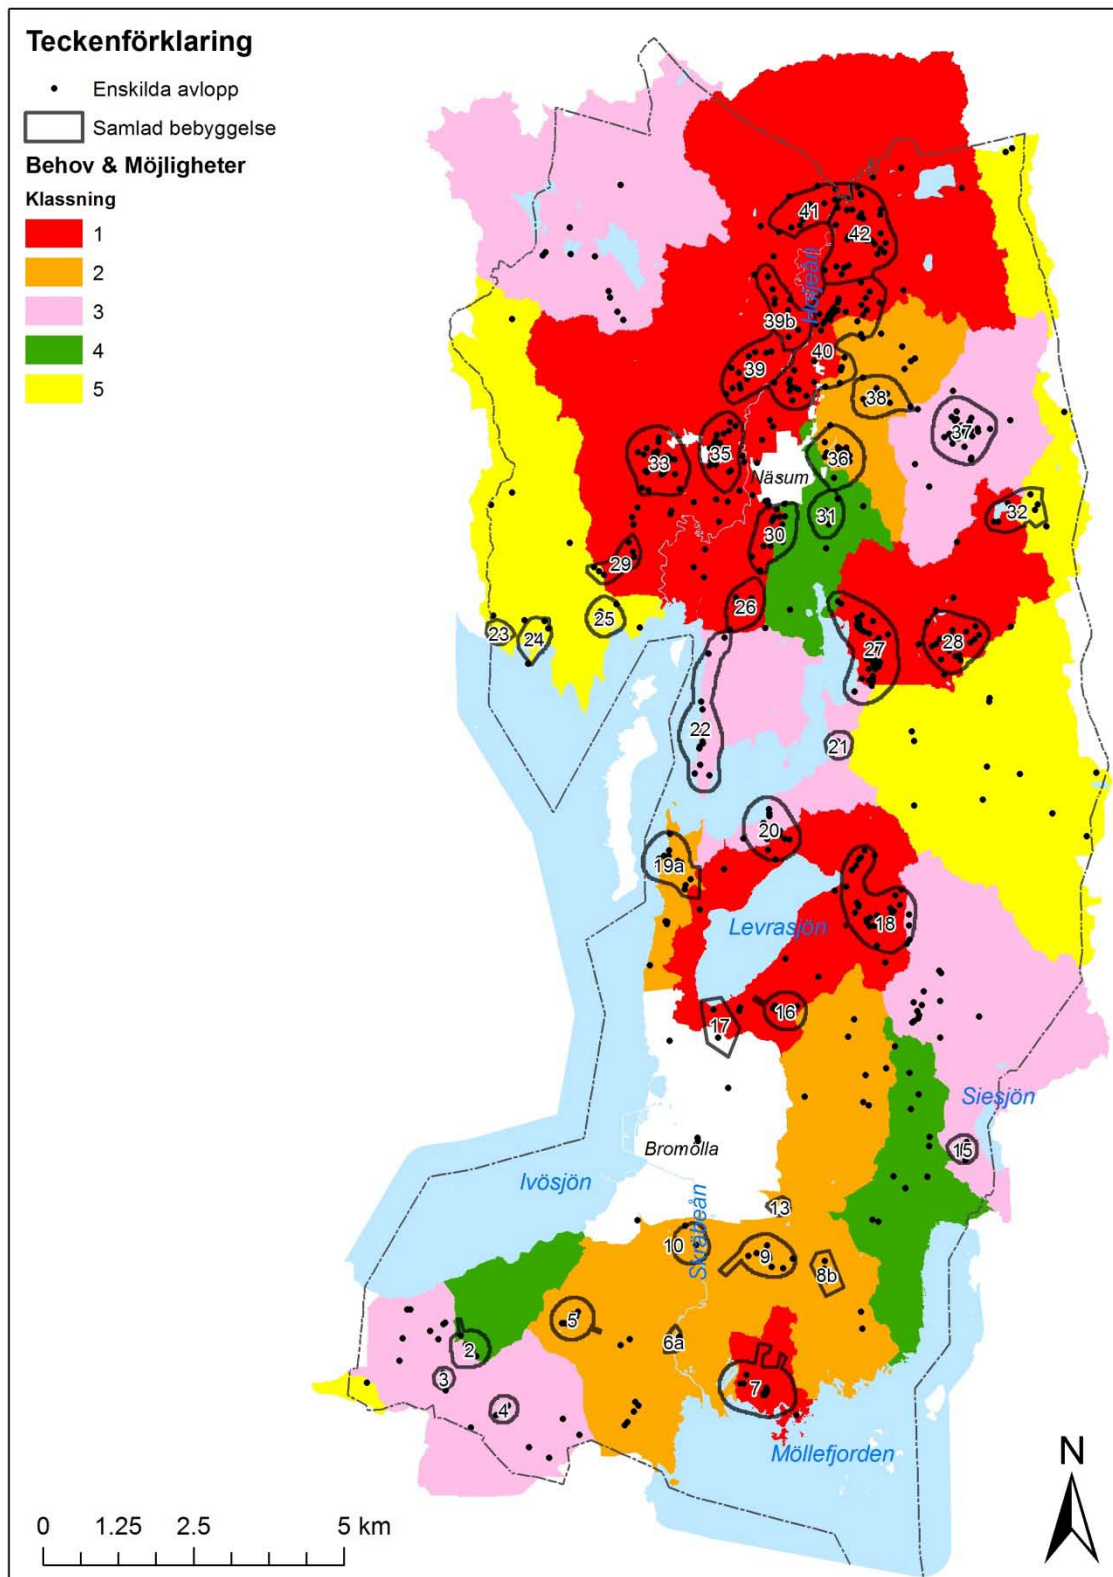 Teckenförklaring
Enskilda avlopp
Samlad bebyggelse
Behov & Möjligheter
Klassning
1
2
3
4
5
41
42
Holjeån
39b
40
39
38
37
36
35
33
Näsum
32
31
30
29
26
25
24
23
27
28
22
21
20
19a
18
Levrasjön
16
17
Siesjön
15
Bromölla
Ivösjön
Skräbeån
13
10
9
8b
5
6a
2
3
4
7
Möllefjorden
N
0 1.25 2.5 5 km